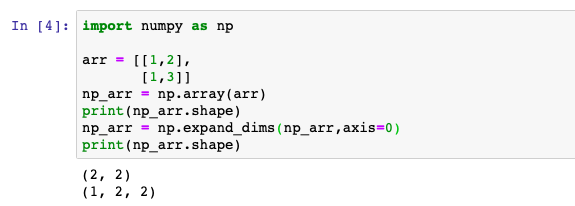 In [4]: import numpy as np
arr = [[1,2],
[1,3]]
np_arr = np.array(arr)
print(np_arr.shape)
np_arr = np.expand_dims(np_arr,axis=0)
print(np_arr.shape)
(2, 2)
(1, 2, 2)